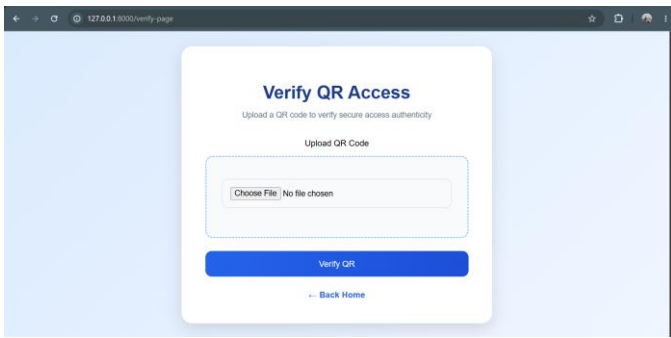 127.0.0.1:8000/verify-page
Verify QR Access
Upload a QR code to verify secure access authenticity
Upload QR Code
Choose File No file chosen
Verify QR
← Back Home